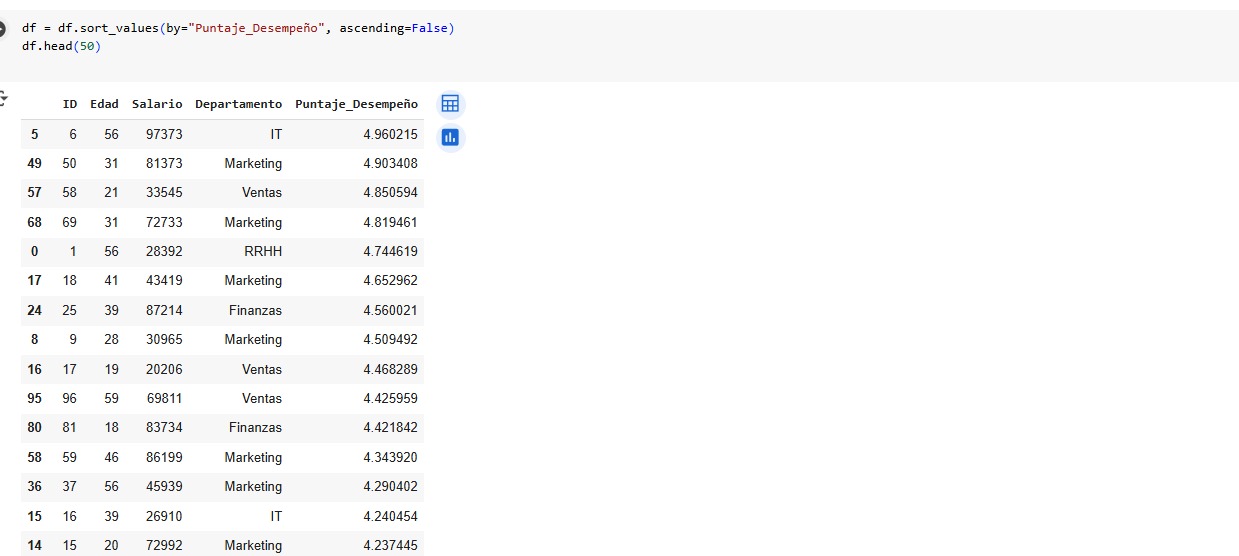 df = df.sort_values(by="Puntaje_Desempeño", ascending=False)
df.head(50)
ID Edad Salario Departamento Puntaje_Desempeño
5 6 56 97373 IT 4.960215
49 50 31 81373 Marketing 4.903408
57 58 21 33545 Ventas 4.850594
68 69 31 72733 Marketing 4.819461
0 1 56 28392 RRHH 4.744619
17 18 41 43419 Marketing 4.652962
24 25 39 87214 Finanzas 4.560021
8 9 28 30965 Marketing 4.509492
16 17 19 20206 Ventas 4.468289
95 96 59 69811 Ventas 4.425959
80 81 18 83734 Finanzas 4.421842
58 59 46 86199 Marketing 4.343920
36 37 56 45939 Marketing 4.290402
15 16 39 26910 IT 4.240454
14 15 20 72992 Marketing 4.237445